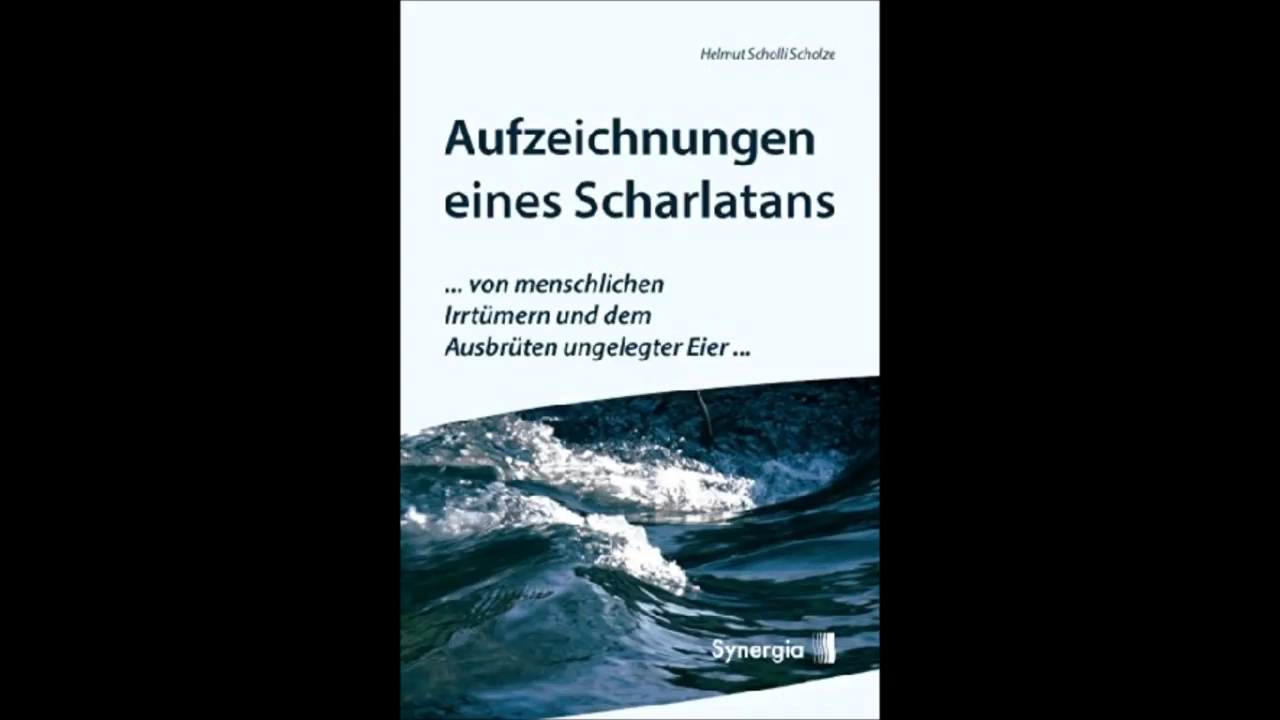 Helmut Scholli Scholze
Aufzeichnungen
eines Scharlatans
... von menschlichen
Irrtümern und dem
Ausbrüten ungelegter Eier ...
Synergia